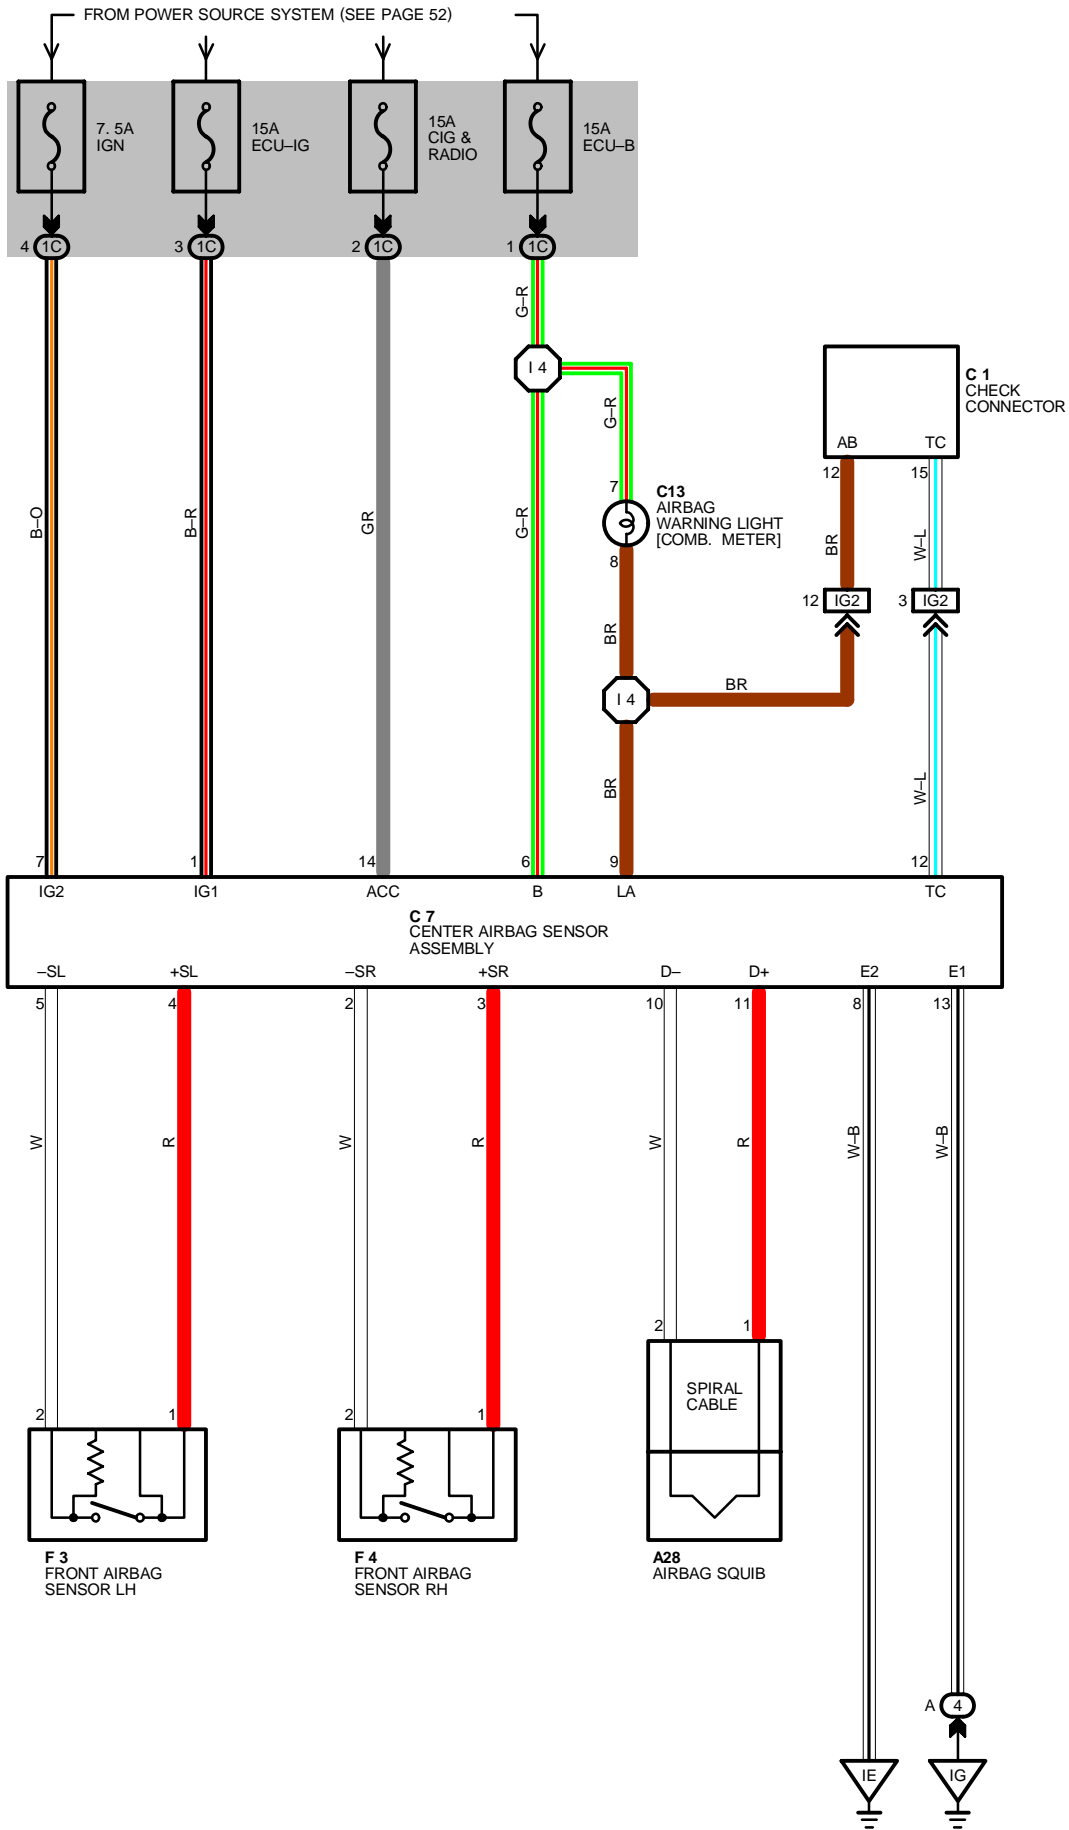 FROM POWER SOURCE SYSTEM (SEE PAGE 52)
7. 5A
IGN
15A
ECU–IG
15A
CIG &
RADIO
15A
ECU–B
4 1C
3 1C
2 1C
1 1C
G–R
I 4
G–R
C 1
CHECK
CONNECTOR
AB TC
12 15
7
C13
AIRBAG
WARNING LIGHT
[COMB. METER]
8
B–O
B–R
GR
G–R
BR
W–L
12 IG2
3 IG2
BR
I 4
BR
BR
W–L
7 1 14 6 9 12
IG2 IG1 ACC B LA TC
C 7
CENTER AIRBAG SENSOR
ASSEMBLY
–SL +SL –SR +SR D– D+ E2 E1
5 4 2 3 10 11 8 13
W R W R W R W–B W–B
2 1
SPIRAL
CABLE
2 1 2 1
F 3
FRONT AIRBAG
SENSOR LH
F 4
FRONT AIRBAG
SENSOR RH
A28
AIRBAG SQUIB
A 4
IE IG